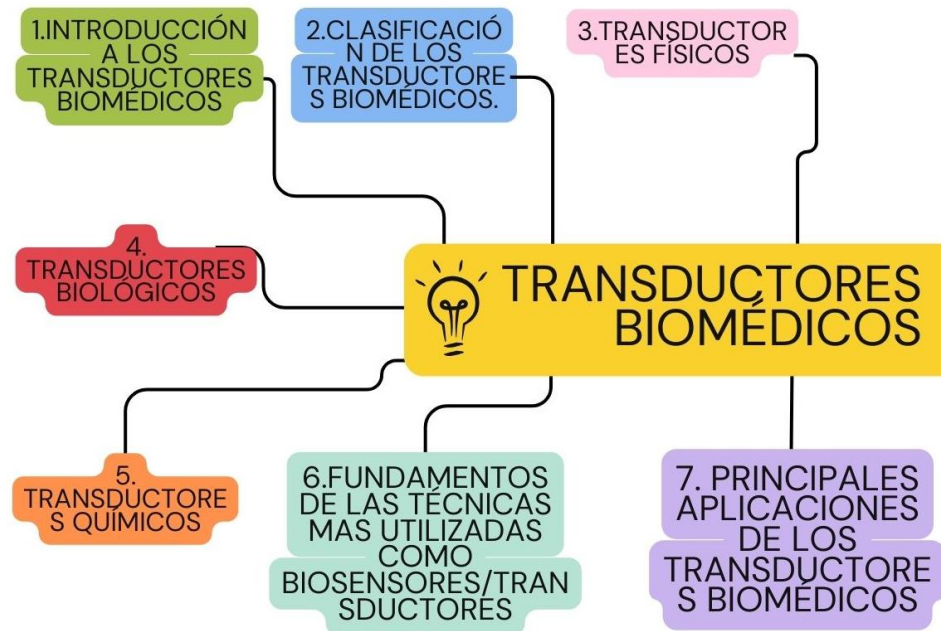 1.INTRODUCCIÓN
A LOS
TRANSDUCTORES
BIOMÉDICOS
2.CLASIFICACIÓ
N DE LOS
TRANSDUCTORE
S BIOMÉDICOS.
3.TRANSDUCTOR
ES FÍSICOS
4.
TRANSDUCTORES
BIOLÓGICOS
TRANSDUCTORES
BIOMÉDICOS
5.
TRANSDUCTORE
S QUÍMICOS
6.FUNDAMENTOS
DE LAS TÉCNICAS
MAS UTILIZADAS
COMO
BIOSENSORES/TRAN
SDUCTORES
7. PRINCIPALES
APLICACIONES
DE LOS
TRANSDUCTORE
S BIOMÉDICOS